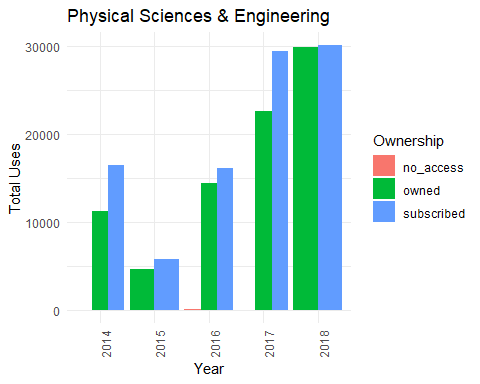 Physical Sciences & Engineering
30000
20000
10000
0
Total Uses
2014
2015
2016
2017
2018
Year
Ownership
no_access
owned
subscribed